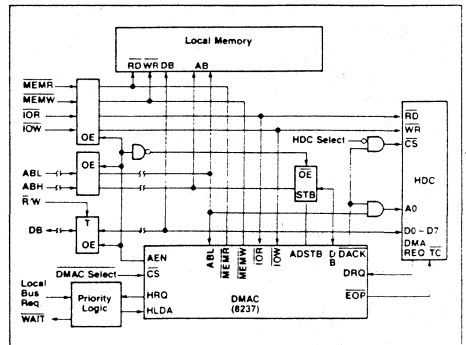 Local Memory
RD WR DB AB
MEMR
MEMW
IOR
IOW
OE
RD
WR
HDC Select
CS
HDC
ABL
ABH
OE
OE
STB
A0
R/W
T
DB
OE
D0 - D7
DMA
REQ TC
AEN
ABL
MEMR
MEMW
IOR
IOW
ADSTB
DB
DACK
DMAC Select
CS
DRQ
Local
Bus
Req.
Priority
Logic
HRQ
DMAC
(8237)
EOP
WAIT
HLDA